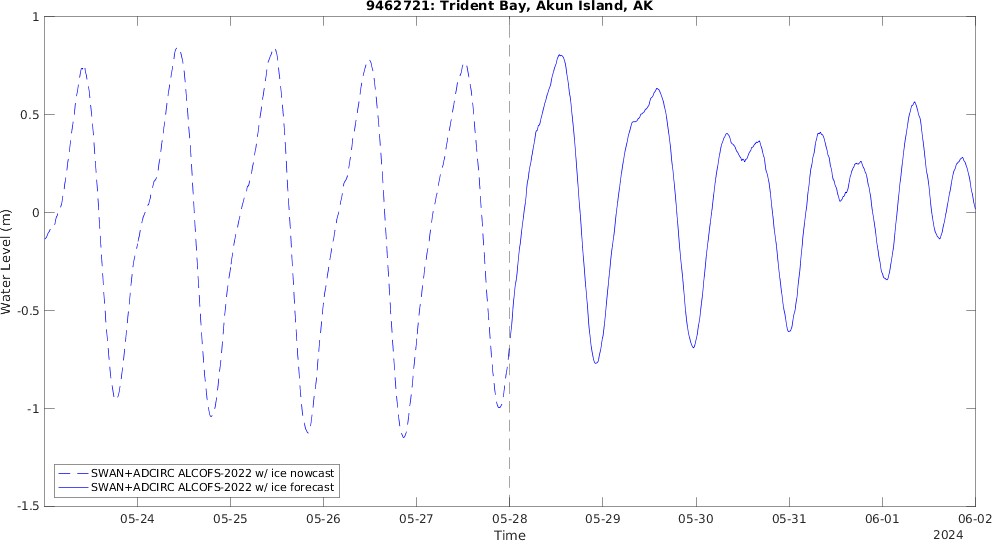 9462721: Trident Bay, Akun Island, AK
1
0.5
0
-0.5
-1
-1.5
Water Level (m)
SWAN+ADCIRC ALCOFS-2022 w/ ice nowcast
SWAN+ADCIRC ALCOFS-2022 w/ ice forecast
05-24 05-25 05-26 05-27 05-28 05-29 05-30 05-31 06-01 06-02
Time
2024